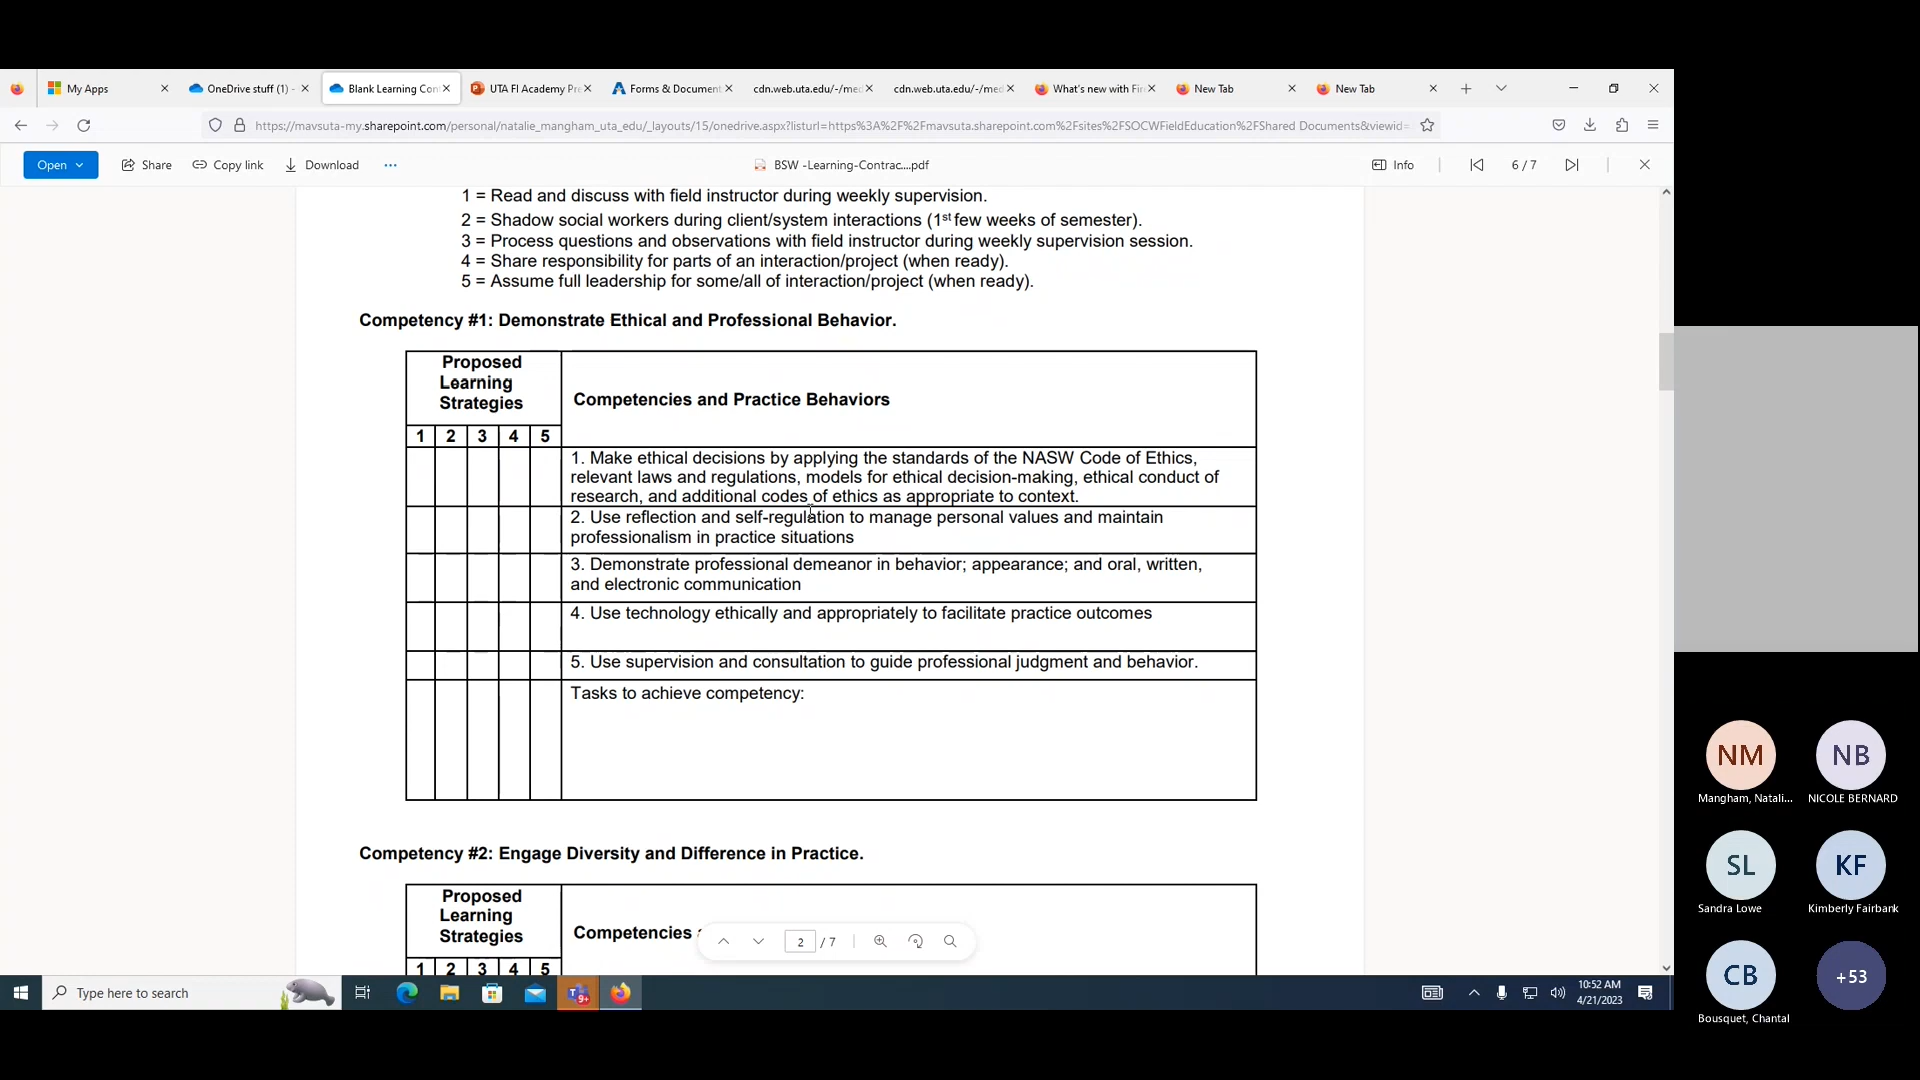 My Apps
OneDrive stuff (1) -
Blank Learning Con
UTA FI Academy Pre
Forms & Document
cdn.web.uta.edu/-/med
cdn.web.uta.edu/-/med
What's new with Fir
New Tab
New Tab
https://mavsuta-my.sharepoint.com/personal/natalie_mangham_uta_edu/_layouts/15/onedrive.aspx?listurl=https%3A%2F%2Fmavsuta.sharepoint.com%2Fsites%2FSOCWFieldEducation%2FShared Documents&viewid=
Open
Share
Copy link
Download
BSW -Learning-Contrac....pdf
Info
6 / 7
1 = Read and discuss with field instructor during weekly supervision.
2 = Shadow social workers during client/system interactions (1st few weeks of semester).
3 = Process questions and observations with field instructor during weekly supervision session.
4 = Share responsibility for parts of an interaction/project (when ready).
5 = Assume full leadership for some/all of interaction/project (when ready).
Competency #1: Demonstrate Ethical and Professional Behavior.
Proposed
Learning
Strategies
Competencies and Practice Behaviors
1 2 3 4 5
1. Make ethical decisions by applying the standards of the NASW Code of Ethics,
relevant laws and regulations, models for ethical decision-making, ethical conduct of
research, and additional codes of ethics as appropriate to context.
2. Use reflection and self-regulation to manage personal values and maintain
professionalism in practice situations
3. Demonstrate professional demeanor in behavior; appearance; and oral, written,
and electronic communication
4. Use technology ethically and appropriately to facilitate practice outcomes
5. Use supervision and consultation to guide professional judgment and behavior.
Tasks to achieve competency:
Competency #2: Engage Diversity and Difference in Practice.
Proposed
Learning
Strategies
Competencies
1 2 3 4 5
2 / 7
NM
Mangham, Natali...
NB
NICOLE BERNARD
SL
Sandra Lowe
KF
Kimberly Fairbank
CB
Bousquet, Chantal
+53
Type here to search
9+
10:52 AM
4/21/2023